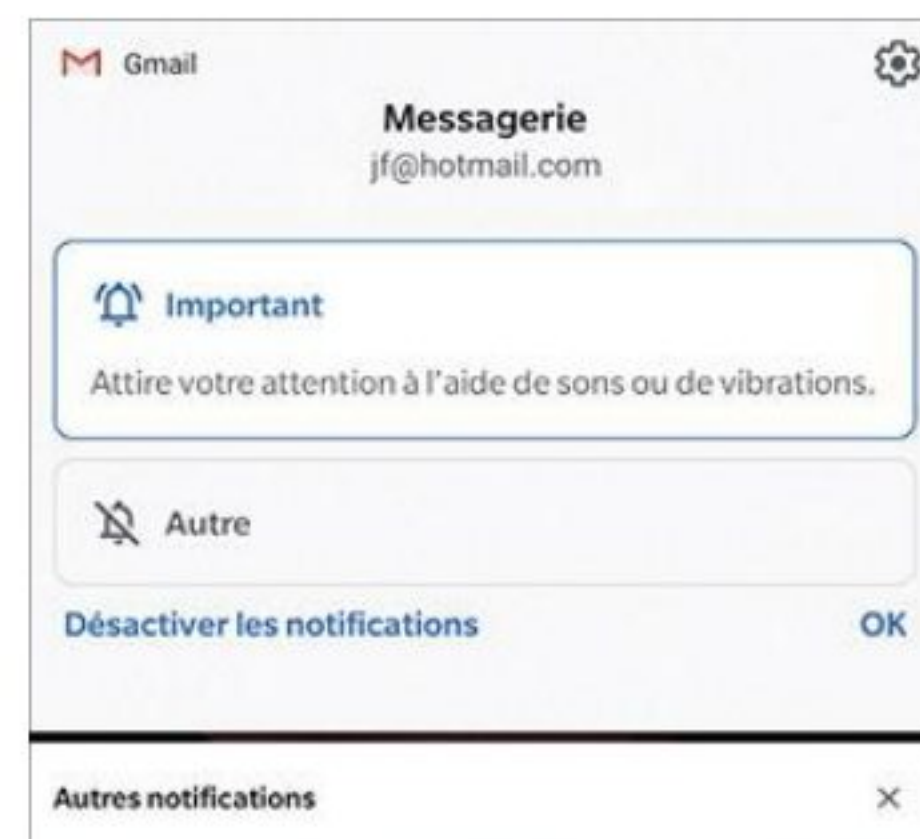 Gmail
Messagerie
jf@hotmail.com
Important
Attire votre attention à l'aide de sons ou de vibrations.
Autre
Désactiver les notifications
OK
Autres notifications